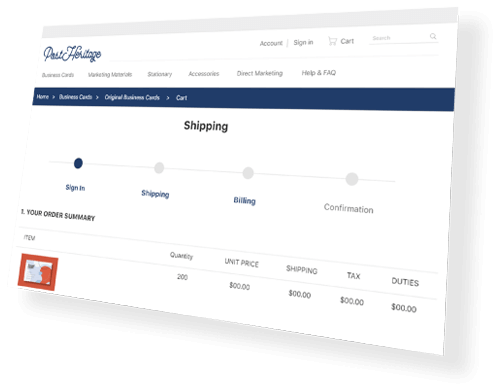 Account | Sign in Cart Search
PostHeritage
Business Cards Marketing Materials Stationary Accessories Direct Marketing Help & FAQ
Home > Business Cards > Original Business Cards > Cart
Shipping
Sign In Shipping Billing Confirmation
1. YOUR ORDER SUMMARY
ITEM Quantity UNIT PRICE SHIPPING TAX DUTIES
200 $00.00 $00.00 $00.00 $00.00